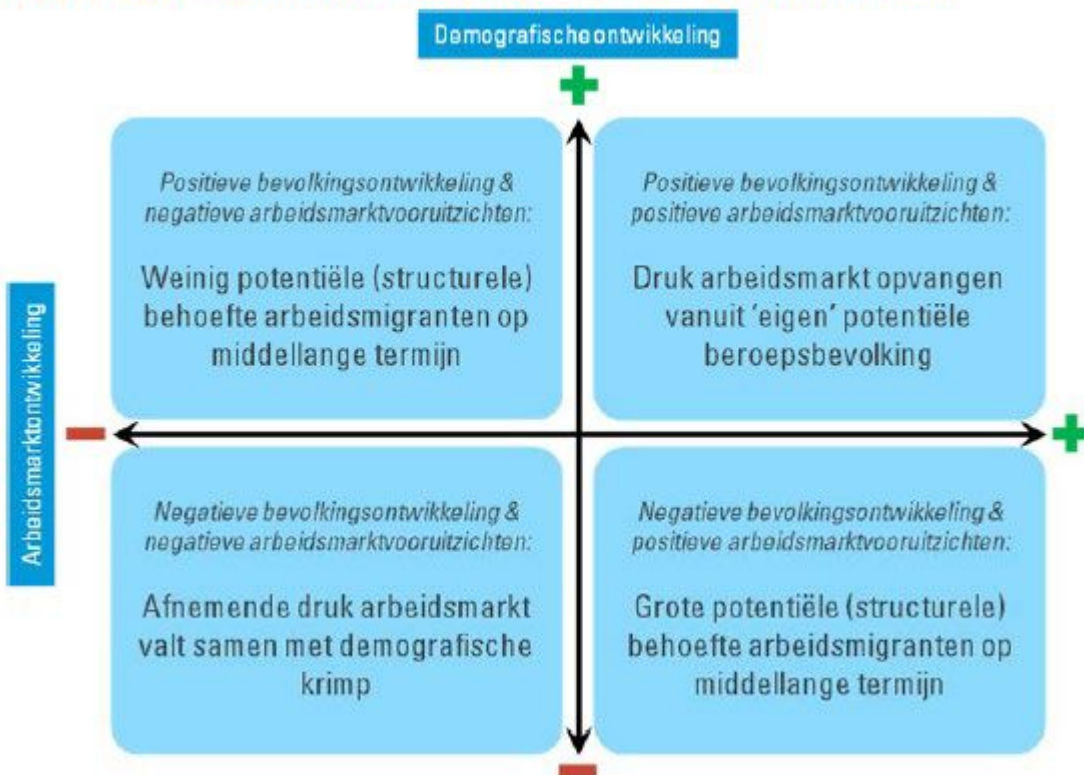 Demografische ontwikkeling
+
Positieve bevolkingsontwikkeling &
negatieve arbeidsmarktvooruitzichten:
Weinig potentiële (structurele)
behoefte arbeidsmigranten op
middellange termijn
Positieve bevolkingsontwikkeling &
positieve arbeidsmarktvooruitzichten:
Druk arbeidsmarkt opvangen
vanuit ‘eigen’ potentiële
beroepsbevolking
Arbeidsmarktontwikkeling
−
+
Negatieve bevolkingsontwikkeling &
negatieve arbeidsmarktvooruitzichten:
Afnemende druk arbeidsmarkt
valt samen met demografische
krimp
Negatieve bevolkingsontwikkeling &
positieve arbeidsmarktvooruitzichten:
Grote potentiële (structurele)
behoefte arbeidsmigranten op
middellange termijn
−